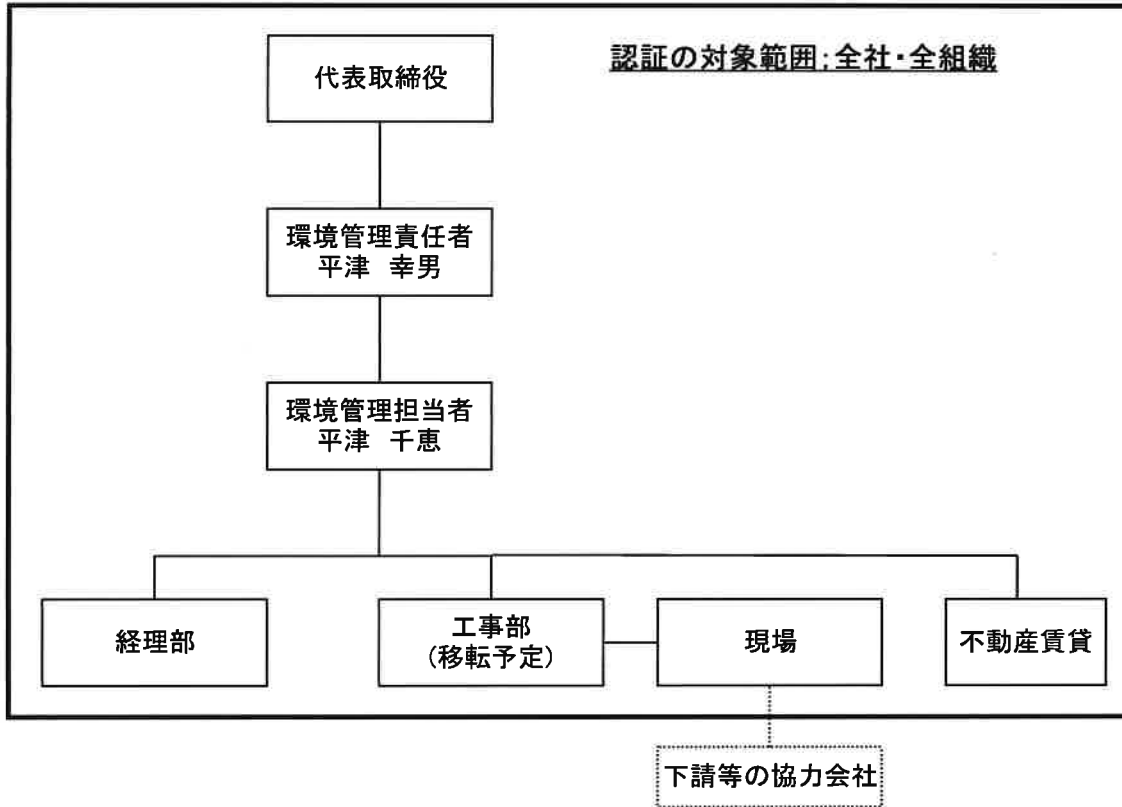 認証の対象範囲;全社・全組織
代表取締役
環境管理責任者
平津 幸男
環境管理担当者
平津 千恵
経理部
工事部
(移転予定)
現場
不動産賃貸
下請等の協力会社